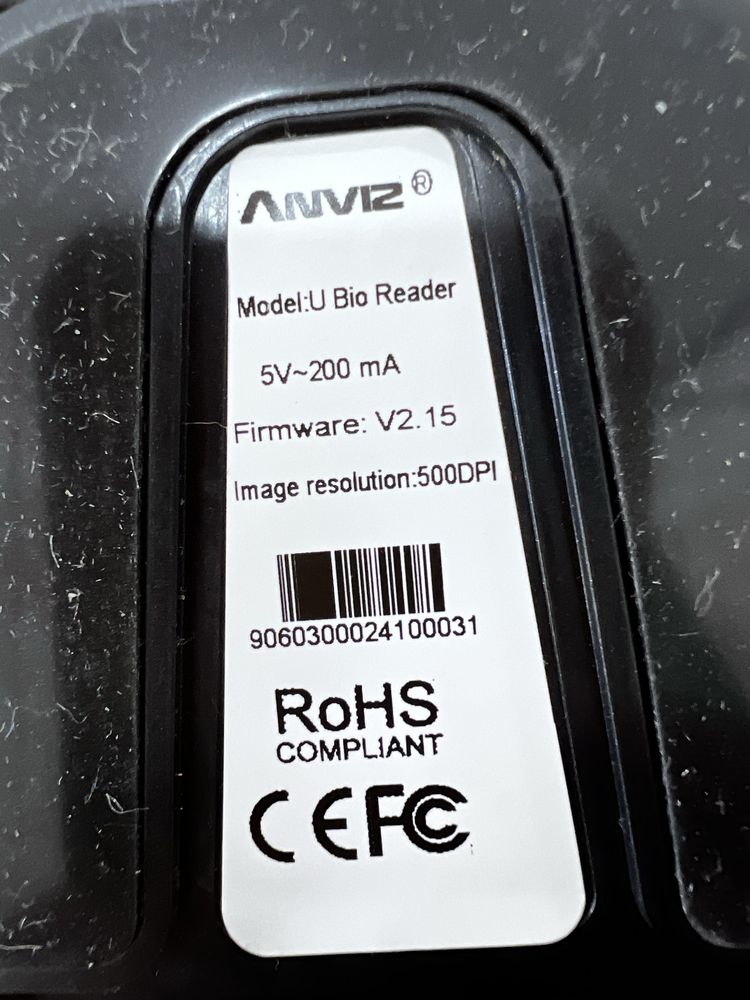 ANVIZ®
Model:U Bio Reader
5V~200 mA
Firmware: V2.15
Image resolution:500DPI
9060300024100031
RoHS
COMPLIANT
CE FC